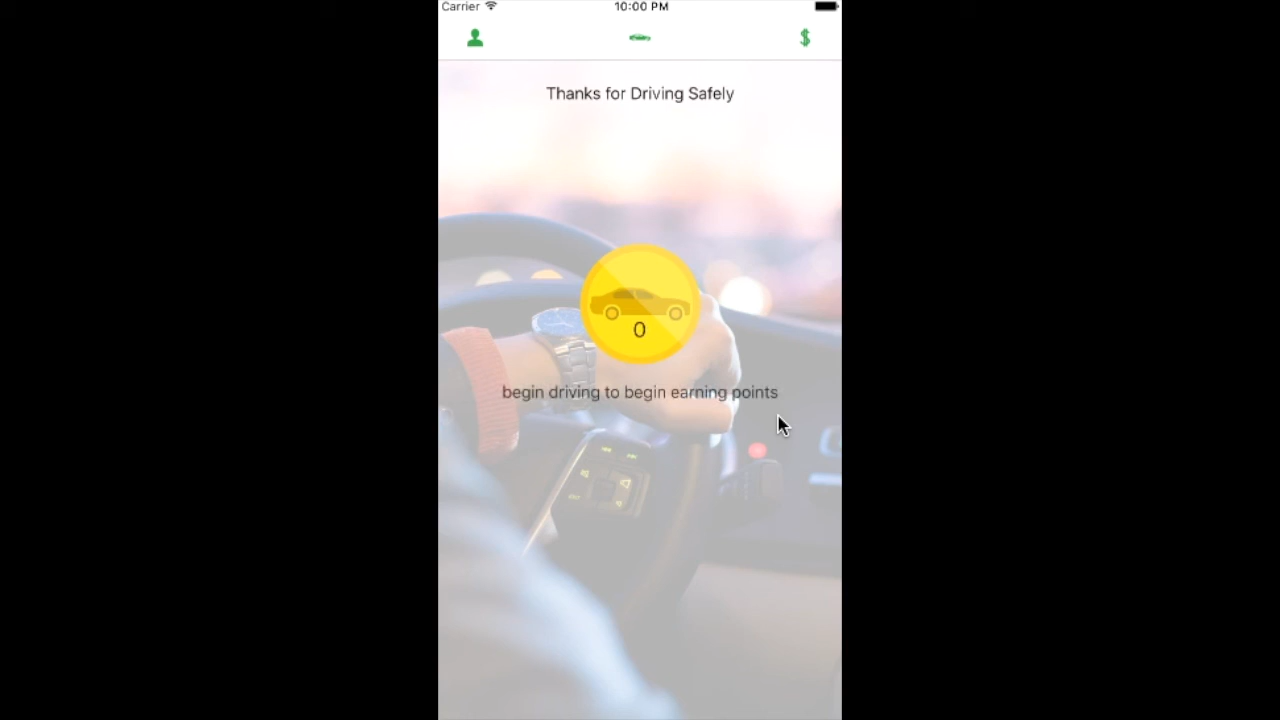 Carrier 10:00 PM
$
Thanks for Driving Safely
0
begin driving to begin earning points